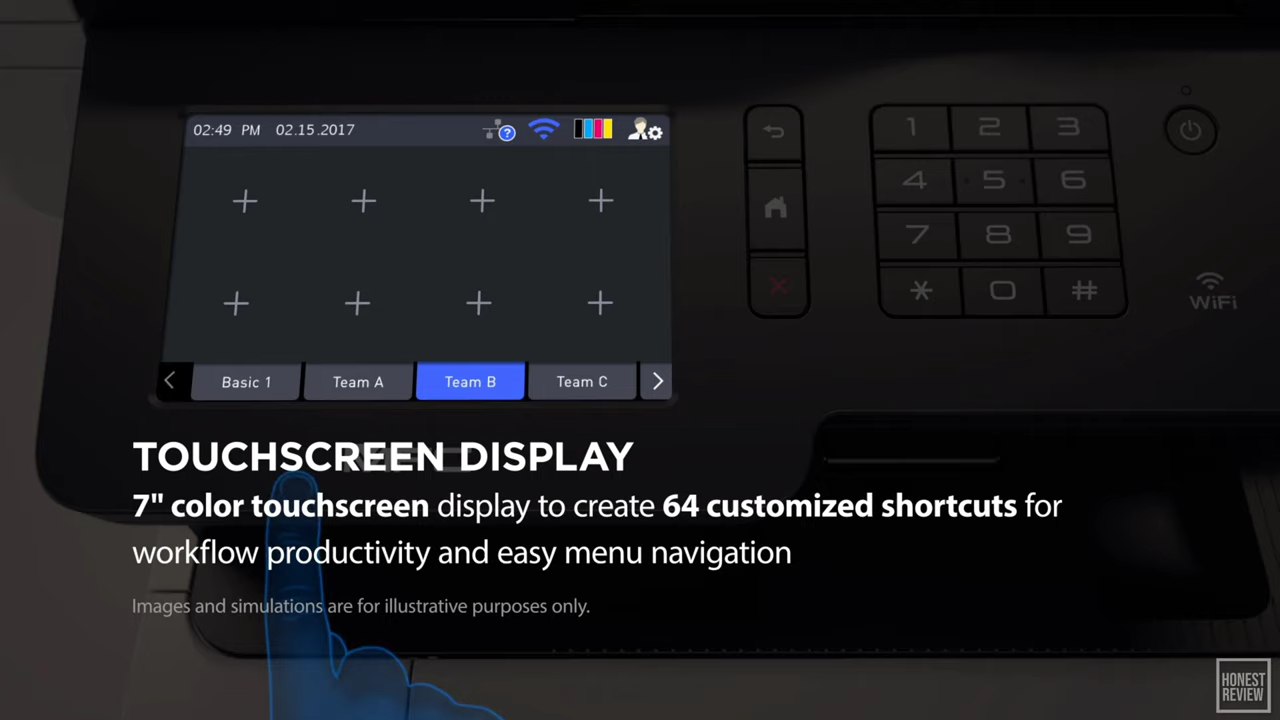 02:49 PM 02.15.2017
?
Basic 1 Team A Team B Team C
1 2 3
4 5 6
7 8 9
* 0 #
WiFi
TOUCHSCREEN DISPLAY
7" color touchscreen display to create 64 customized shortcuts for
workflow productivity and easy menu navigation
Images and simulations are for illustrative purposes only.
HONEST
REVIEW